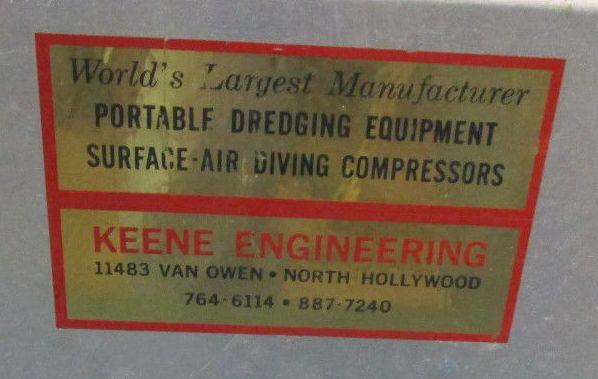 World's Largest Manufacturer
PORTABLE DREDGING EQUIPMENT
SURFACE-AIR DIVING COMPRESSORS
KEENE ENGINEERING
11483 VAN OWEN • NORTH HOLLYWOOD
764-6114 • 887-7240